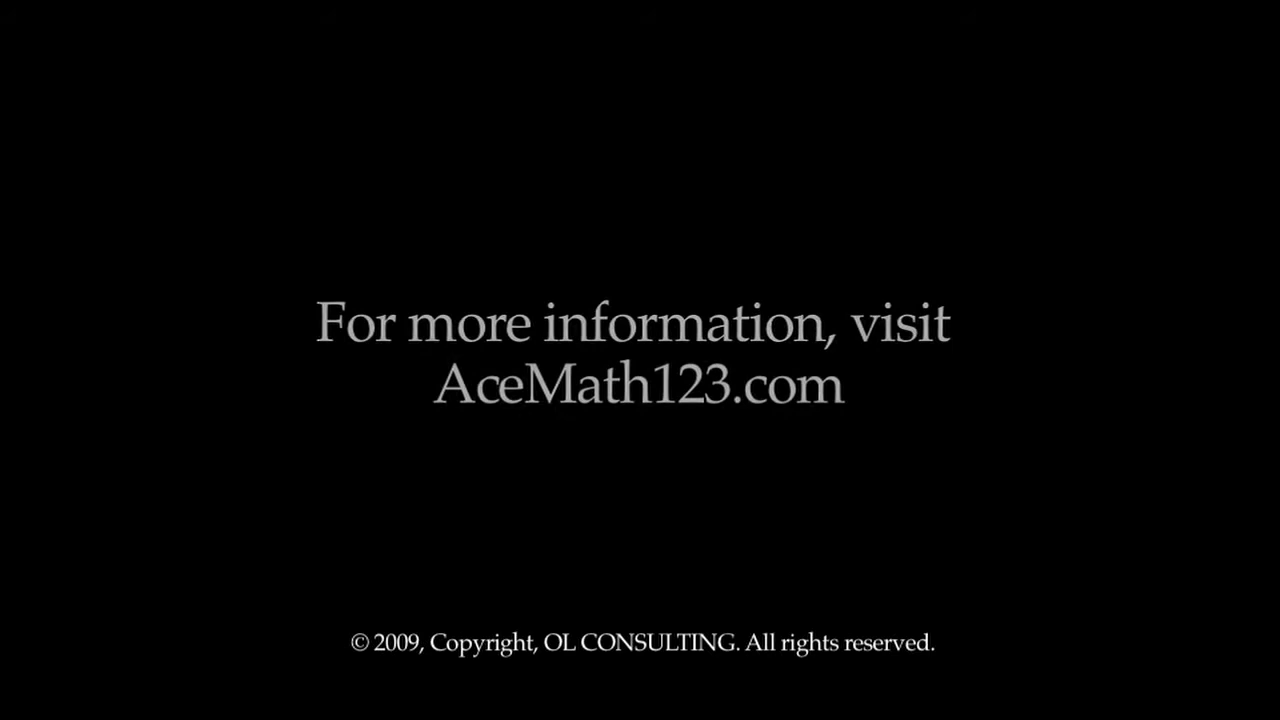 For more information, visit
AceMath123.com
© 2009, Copyright, OL CONSULTING. All rights reserved.